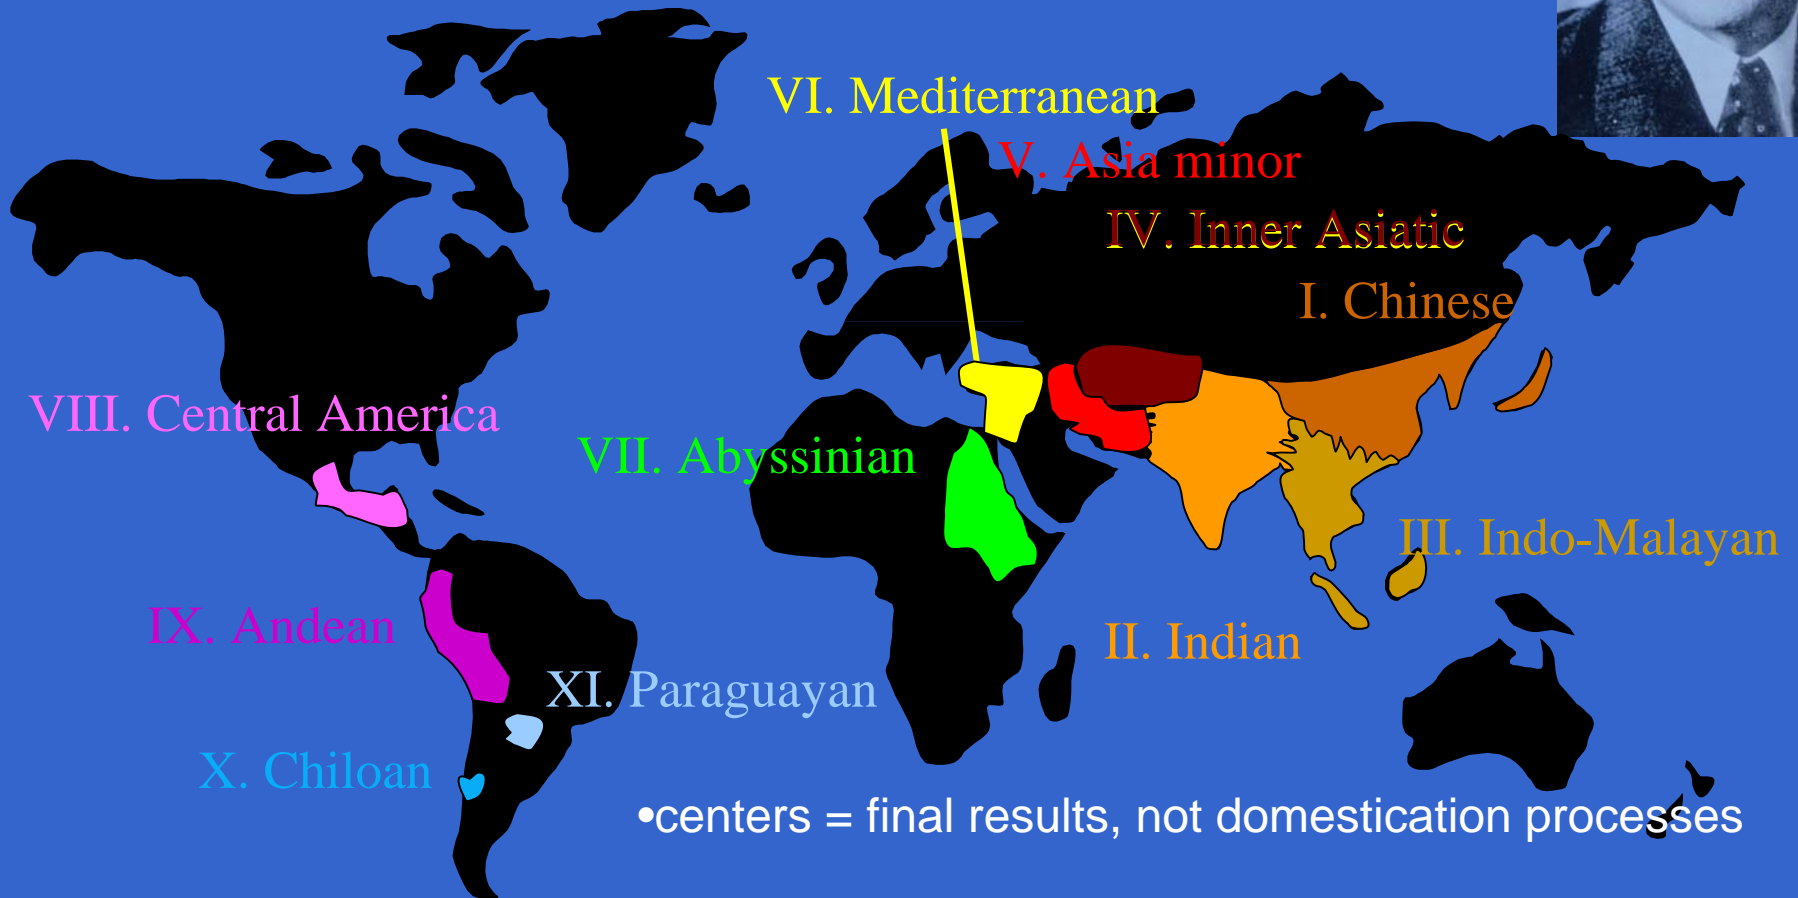 VI. Mediterranean
V. Asia minor
IV. Inner Asiatic
I. Chinese
VIII. Central America
VII. Abyssinian
III. Indo-Malayan
IX. Andean
II. Indian
XI. Paraguayan
X. Chiloan
•centers = final results, not domestication processes